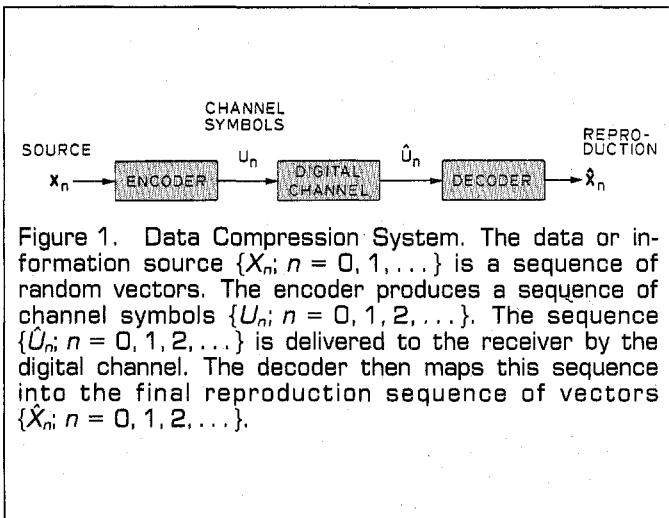 CHANNEL
SYMBOLS
SOURCE
REPRO-
DUCTION
Xn
ENCODER
Un
DIGITAL
CHANNEL
Ûn
DECODER
X̂n
Figure 1. Data Compression System. The data or in-
formation source {Xn; n = 0, 1, . . .} is a sequence of
random vectors. The encoder produces a sequence of
channel symbols {Un; n = 0, 1, 2, . . .}. The sequence
{Ûn; n = 0, 1, 2, . . .} is delivered to the receiver by the
digital channel. The decoder then maps this sequence
into the final reproduction sequence of vectors
{X̂n; n = 0, 1, 2, . . .}.